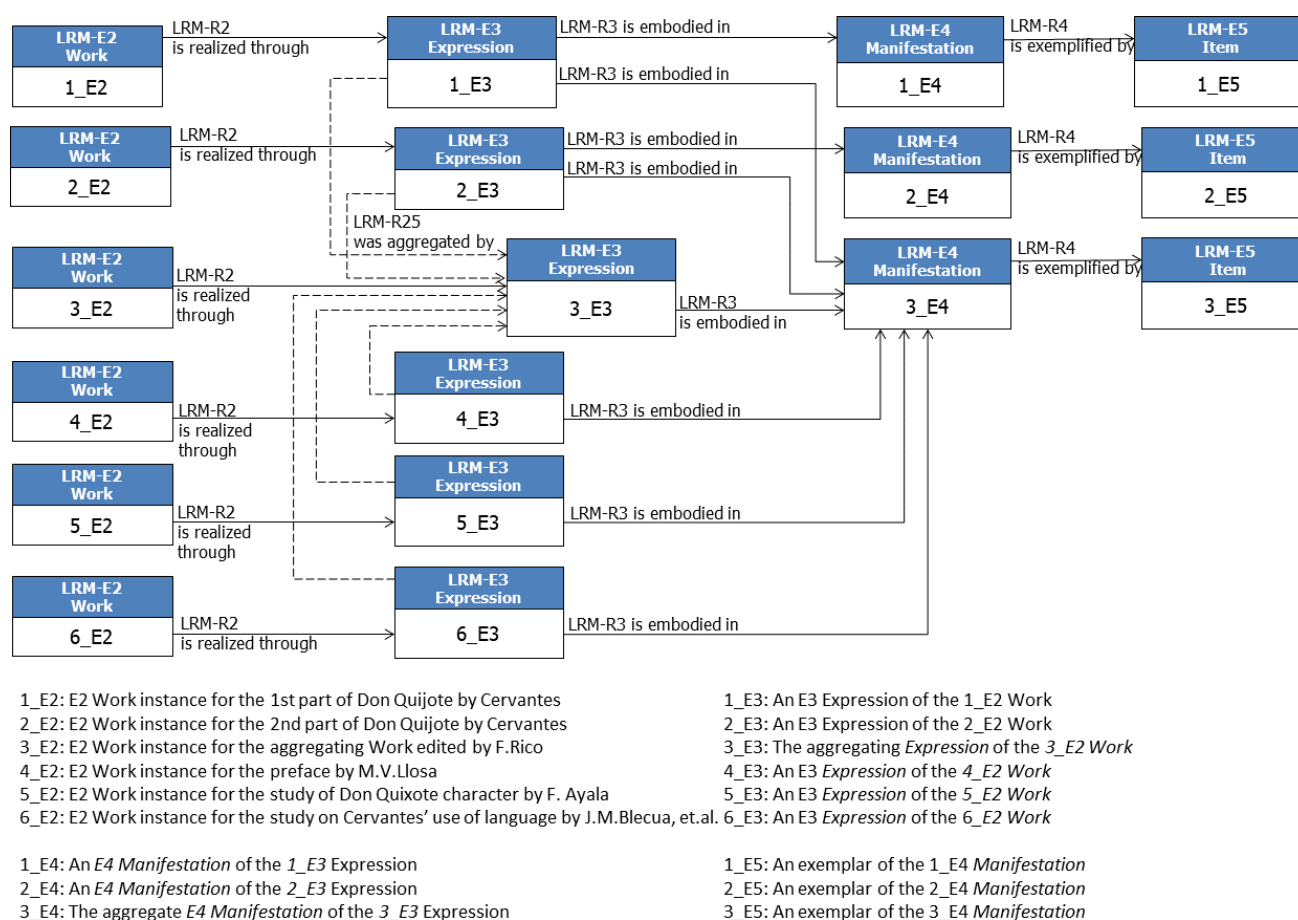 LRM-E2
Work
1_E2
LRM-R2
is realized through
LRM-E3
Expression
1_E3
LRM-R3 is embodied in
LRM-R3 is embodied in
LRM-E4
Manifestation
1_E4
LRM-R4
is exemplified by
LRM-E5
Item
1_E5
LRM-E2
Work
2_E2
LRM-R2
is realized through
LRM-E3
Expression
2_E3
LRM-R3 is embodied in
LRM-R3 is embodied in
LRM-E4
Manifestation
2_E4
LRM-R4
is exemplified by
LRM-E5
Item
2_E5
LRM-R25
was aggregated by
LRM-E2
Work
3_E2
LRM-R2
is realized
through
LRM-E3
Expression
3_E3
LRM-R3
is embodied in
LRM-E4
Manifestation
3_E4
LRM-R4
is exemplified by
LRM-E5
Item
3_E5
LRM-E2
Work
4_E2
LRM-R2
is realized
through
LRM-E3
Expression
4_E3
LRM-R3 is embodied in
LRM-E2
Work
5_E2
LRM-R2
is realized
through
LRM-E3
Expression
5_E3
LRM-R3 is embodied in
LRM-E2
Work
6_E2
LRM-R2
is realized through
LRM-E3
Expression
6_E3
LRM-R3 is embodied in
1_E2: E2 Work instance for the 1st part of Don Quijote by Cervantes
2_E2: E2 Work instance for the 2nd part of Don Quijote by Cervantes
3_E2: E2 Work instance for the aggregating Work edited by F.Rico
4_E2: E2 Work instance for the preface by M.V.Llosa
5_E2: E2 Work instance for the study of Don Quixote character by F. Ayala
6_E2: E2 Work instance for the study on Cervantes’ use of language by J.M.Blecua, et.al.
1_E3: An E3 Expression of the 1_E2 Work
2_E3: An E3 Expression of the 2_E2 Work
3_E3: The aggregating Expression of the 3_E2 Work
4_E3: An E3 Expression of the 4_E2 Work
5_E3: An E3 Expression of the 5_E2 Work
6_E3: An E3 Expression of the 6_E2 Work
1_E4: An E4 Manifestation of the 1_E3 Expression
2_E4: An E4 Manifestation of the 2_E3 Expression
3_E4: The aggregate E4 Manifestation of the 3_E3 Expression
1_E5: An exemplar of the 1_E4 Manifestation
2_E5: An exemplar of the 2_E4 Manifestation
3_E5: An exemplar of the 3_E4 Manifestation